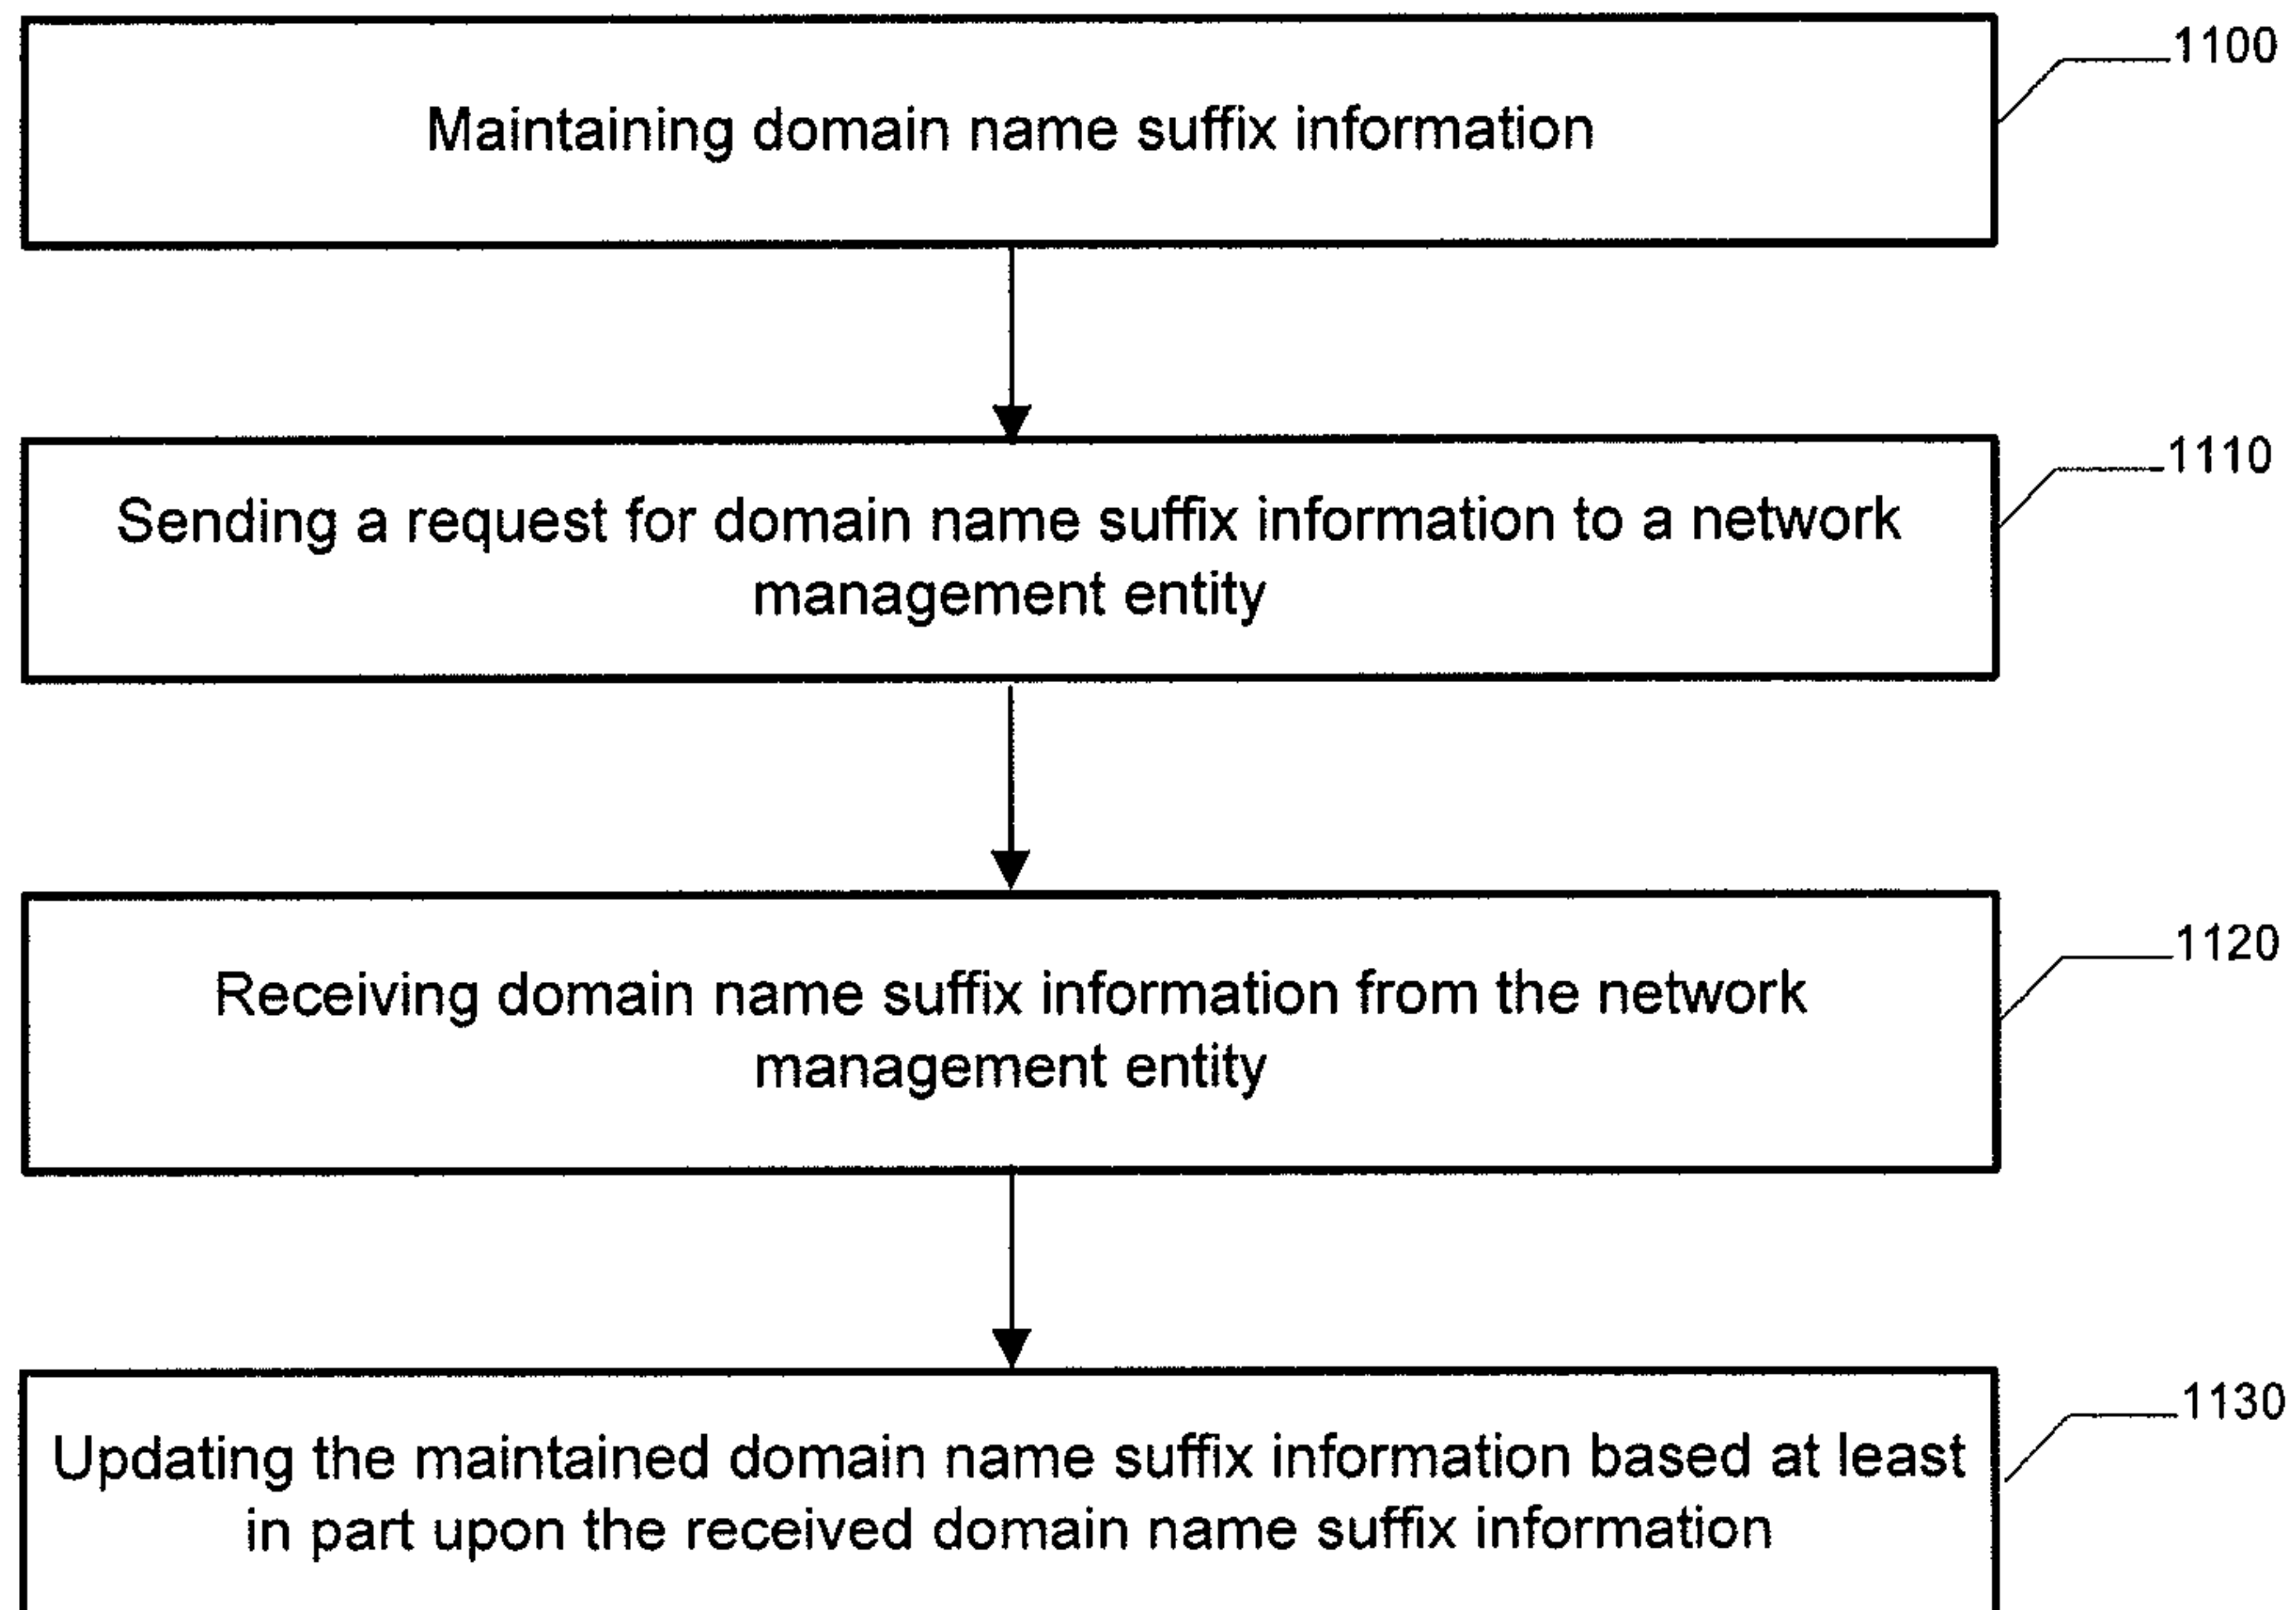 1100
Maintaining domain name suffix information
1110
Sending a request for domain name suffix information to a network
management entity
1120
Receiving domain name suffix information from the network
management entity
1130
Updating the maintained domain name suffix information based at least
in part upon the received domain name suffix information